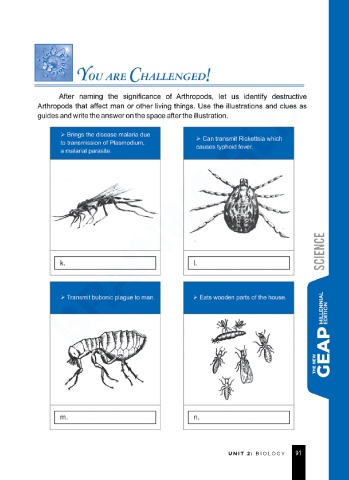 YOU ARE CHALLENGED!
After naming the significance of Arthropods, let us identify destructive
Arthropods that affect man or other living things. Use the illustrations and clues as
guides and write the answer on the space after the illustration.
➢ Brings the disease malaria due
to transmission of Plasmodium,
a malarial parasite.
➢ Can transmit Rickettsia which
causes typhoid fever.
k.
l.
➢ Transmit bubonic plague to man.
➢ Eats wooden parts of the house.
m.
n.
SCIENCE
THE NEW
GEAP
MILLENNIAL
EDITION
UNIT 2: BIOLOGY 91